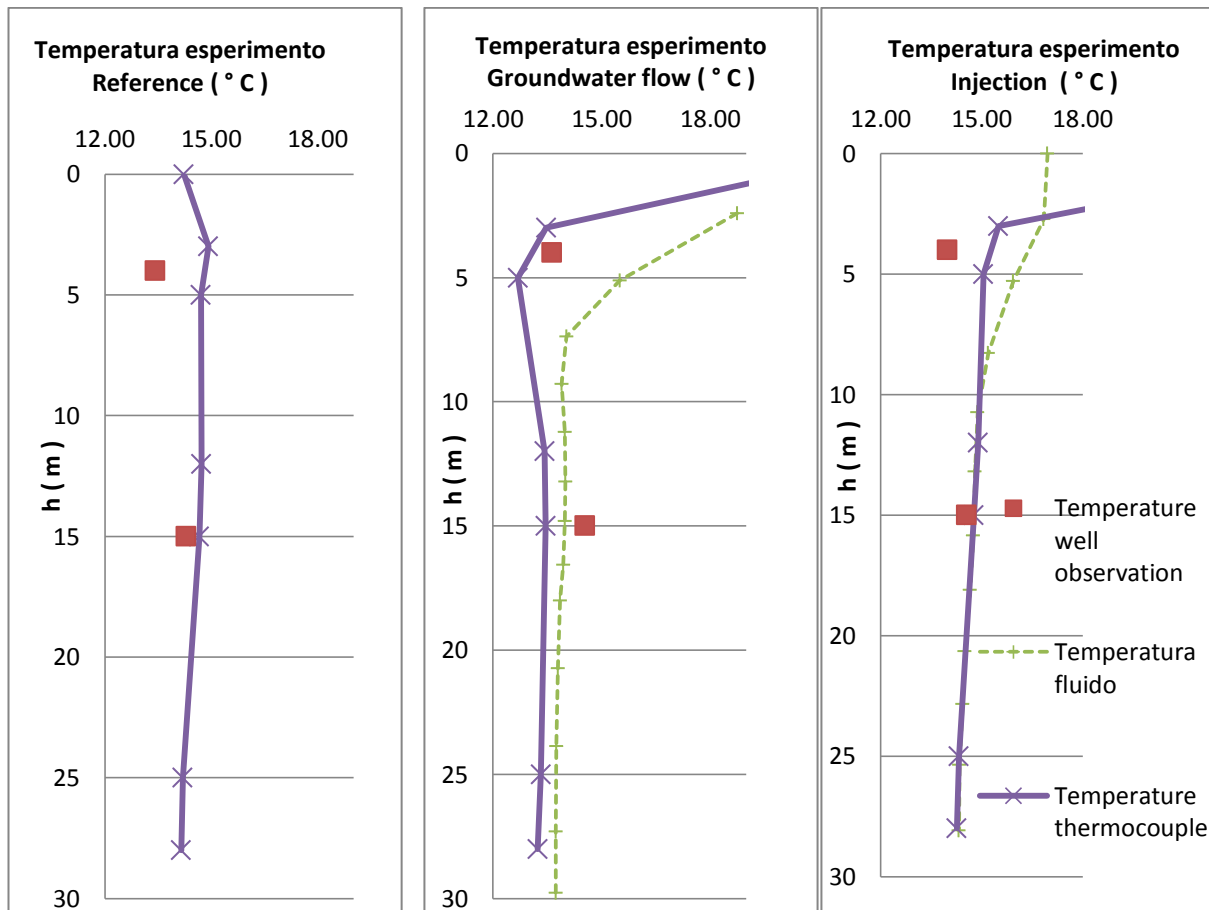 Temperatura esperimento
Reference ( ° C )
12.00 15.00 18.00
0
5
10
15
20
25
30
h ( m )
Temperatura esperimento
Groundwater flow ( ° C )
12.00 15.00 18.00
0
5
10
15
20
25
30
h ( m )
Temperatura esperimento
Injection ( ° C )
12.00 15.00 18.00
0
5
10
15
20
25
30
h ( m )
Temperature
well
observation
Temperatura
fluido
Temperature
thermocouple